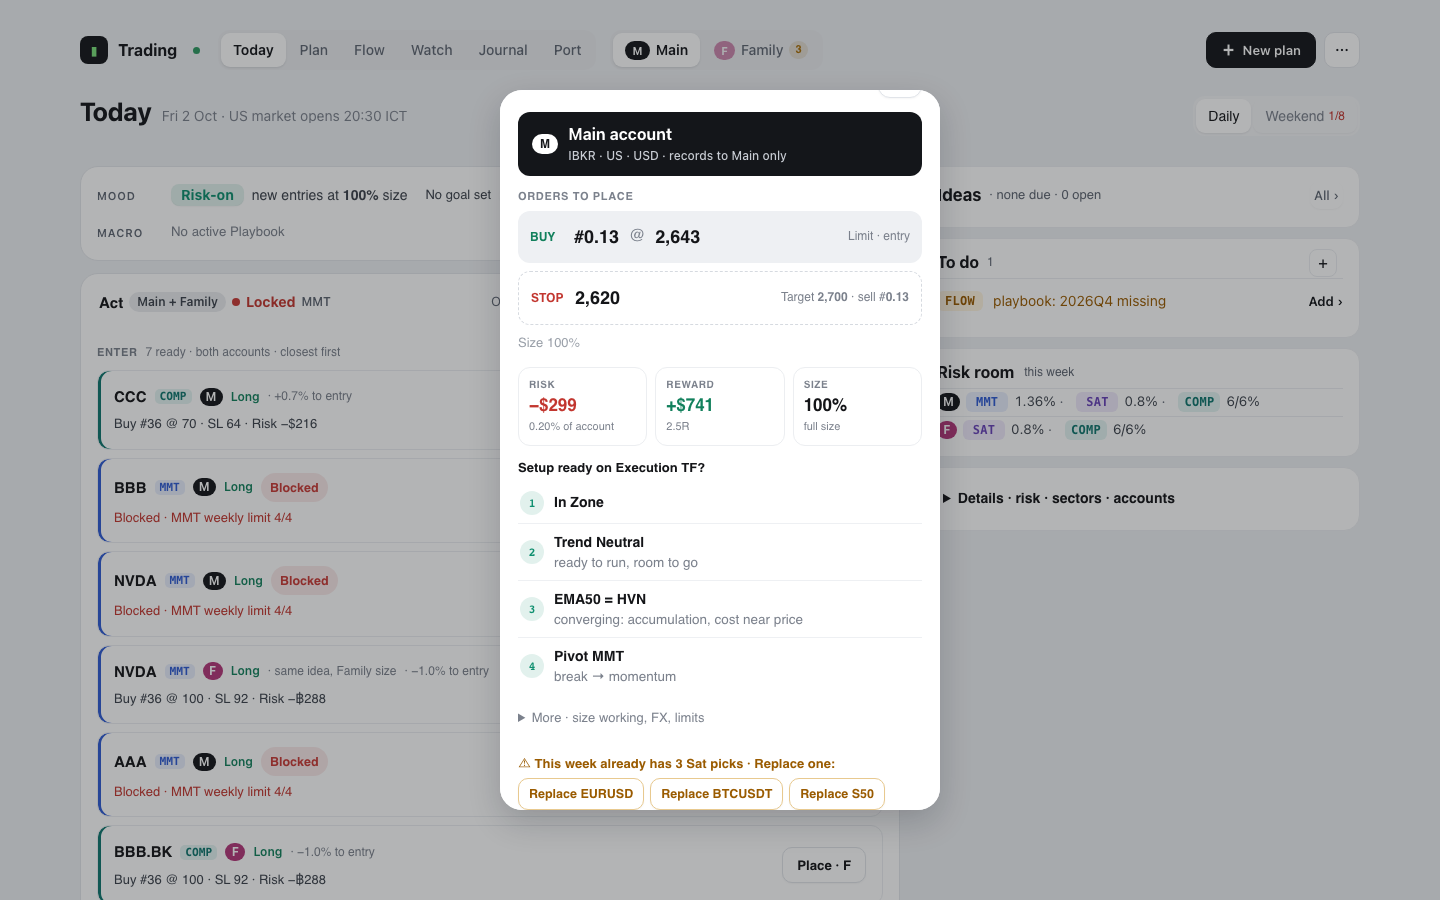 Trading
Today Plan Flow Watch Journal Port
M Main F Family 3
+ New plan
···
Today Fri 2 Oct · US market opens 20:30 ICT
Daily Weekend 1/8
MOOD Risk-on new entries at 100% size No goal set
MACRO No active Playbook
Act Main + Family Locked MMT
ENTER 7 ready · both accounts · closest first
CCC COMP M Long · +0.7% to entry
Buy #36 @ 70 · SL 64 · Risk −$216
BBB MMT M Long Blocked
Blocked · MMT weekly limit 4/4
NVDA MMT M Long Blocked
Blocked · MMT weekly limit 4/4
NVDA MMT F Long · same idea, Family size · −1.0% to entry
Buy #36 @ 100 · SL 92 · Risk −฿288
AAA MMT M Long Blocked
Blocked · MMT weekly limit 4/4
BBB.BK COMP F Long · −1.0% to entry
Buy #36 @ 100 · SL 92 · Risk −฿288
Place · F
M Main account
IBKR · US · USD · records to Main only
ORDERS TO PLACE
BUY #0.13 @ 2,643 Limit · entry
STOP 2,620 Target 2,700 · sell #0.13
Size 100%
RISK
−$299
0.20% of account
REWARD
+$741
2.5R
SIZE
100%
full size
Setup ready on Execution TF?
1 In Zone
2 Trend Neutral
ready to run, room to go
3 EMA50 = HVN
converging: accumulation, cost near price
4 Pivot MMT
break → momentum
▶ More · size working, FX, limits
⚠ This week already has 3 Sat picks · Replace one:
Replace EURUSD Replace BTCUSDT Replace S50
Ideas · none due · 0 open All ›
To do 1 +
FLOW playbook: 2026Q4 missing Add ›
Risk room this week
M MMT 1.36% · SAT 0.8% · COMP 6/6%
F SAT 0.8% · COMP 6/6%
▶ Details · risk · sectors · accounts